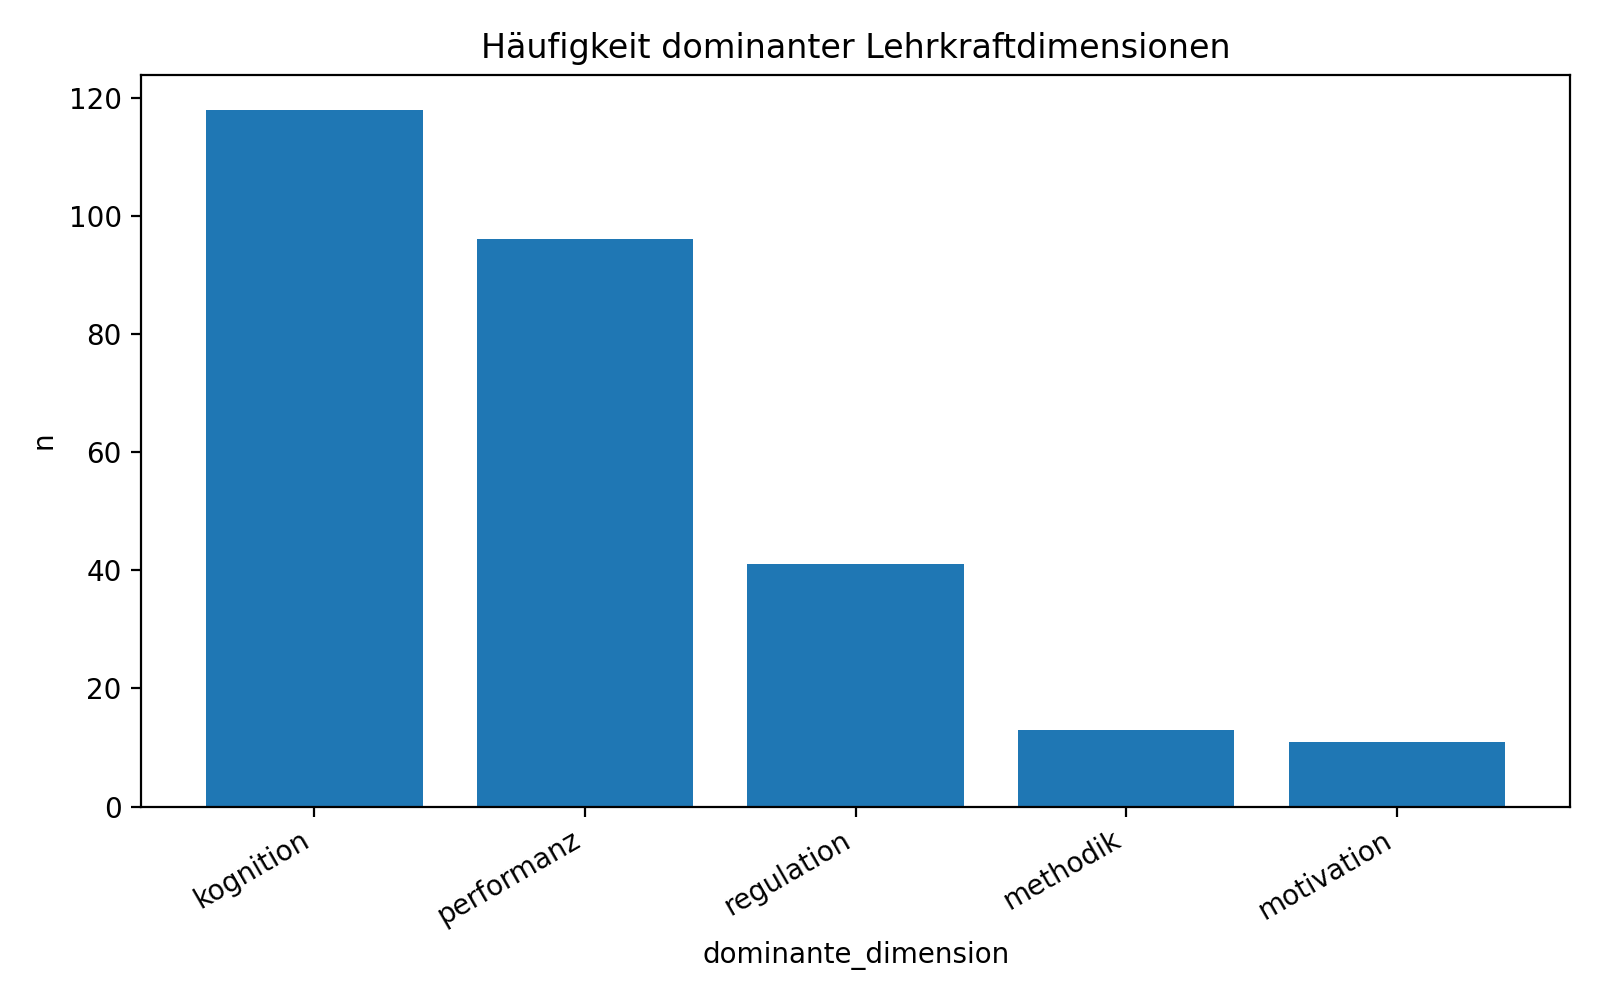 Häufigkeit dominanter Lehrkraftdimensionen
120
100
80
60
40
20
0
n
kognition
performanz
regulation
methodik
motivation
dominante_dimension